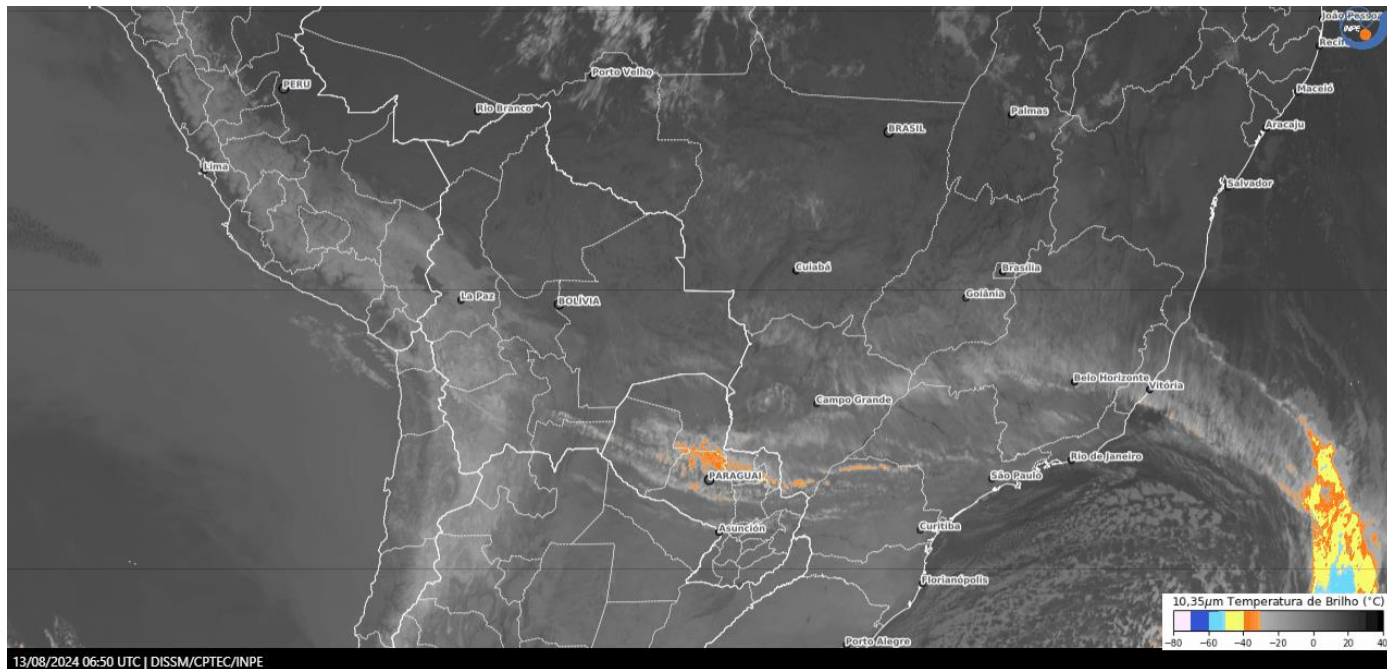 João Pessoa
INPE
Recife
Porto Velho
PERU
Maceió
Rio Branco
Palmas
Aracaju
BRASIL
Lima
Salvador
Cuiabá
Brasília
Goiânia
La Paz
BOLÍVIA
Belo Horizonte
Vitória
Campo Grande
Rio de Janeiro
São Paulo
PARAGUAI
Asunción
Curitiba
Florianópolis
10,35μm Temperatura de Brilho (°C)
−80 −60 −40 −20 0 20 40
Porto Alegre
13/08/2024 06:50 UTC | DISSM/CPTEC/INPE